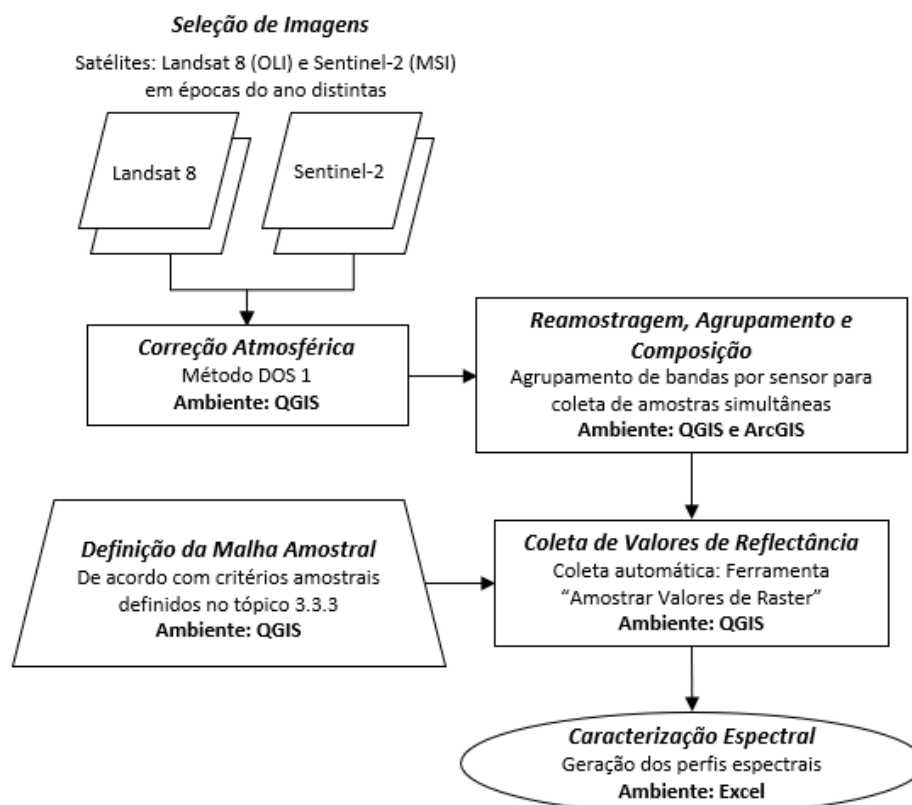 Seleção de Imagens
Satélites: Landsat 8 (OLI) e Sentinel-2 (MSI)
em épocas do ano distintas
Landsat 8
Sentinel-2
Correção Atmosférica
Método DOS 1
Ambiente: QGIS
Reamostragem, Agrupamento e
Composição
Agrupamento de bandas por sensor para
coleta de amostras simultâneas
Ambiente: QGIS e ArcGIS
Definição da Malha Amostral
De acordo com critérios amostrais
definidos no tópico 3.3.3
Ambiente: QGIS
Coleta de Valores de Reflectância
Coleta automática: Ferramenta
“Amostrar Valores de Raster”
Ambiente: QGIS
Caracterização Espectral
Geração dos perfis espectrais
Ambiente: Excel